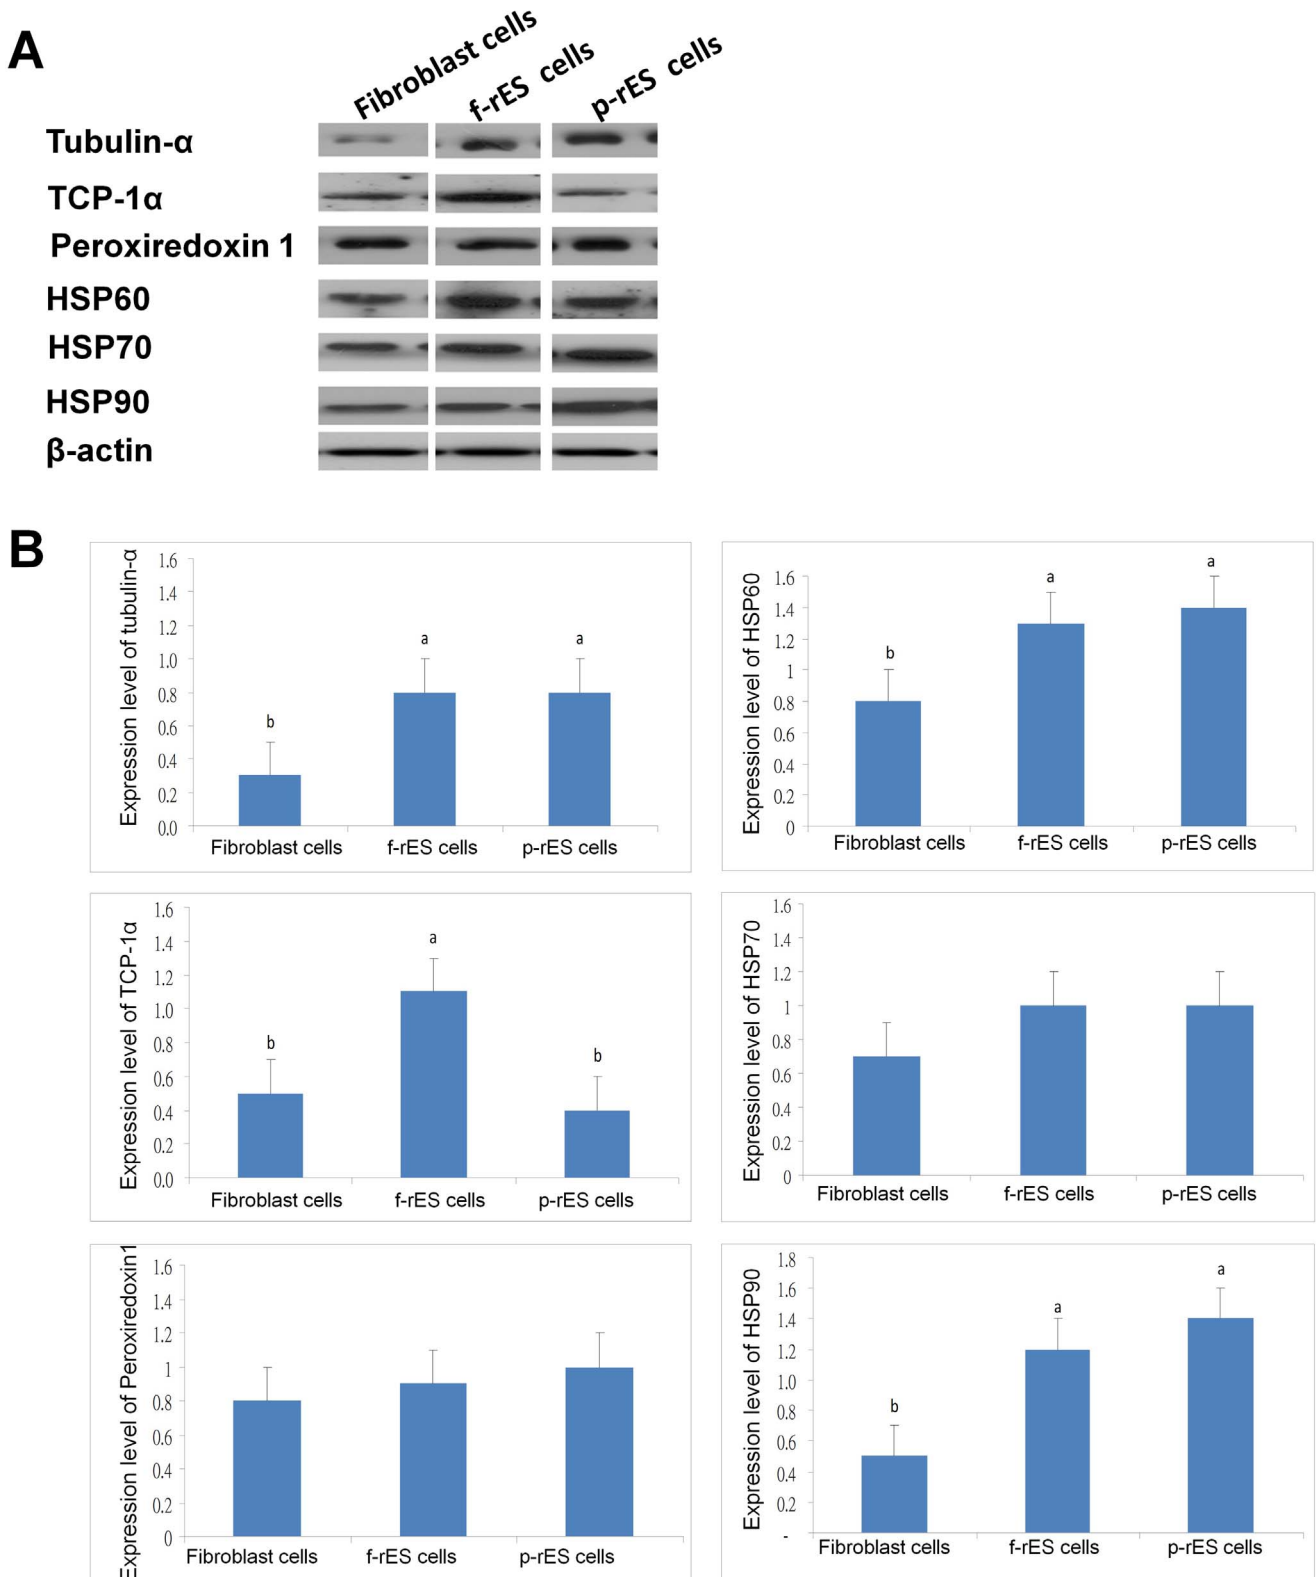 A
Fibroblast cells
f-rES cells
p-rES cells
Tubulin-α
TCP-1α
Peroxiredoxin 1
HSP60
HSP70
HSP90
β-actin
B
Expression level of tubulin-α
1.6
1.4
1.2
1.0
0.8
0.6
0.4
0.2
0.0
b
a
a
Fibroblast cells
f-rES cells
p-rES cells
Expression level of HSP60
1.6
1.4
1.2
1
0.8
0.6
0.4
0.2
0
b
a
a
Fibroblast cells
f-rES cells
p-rES cells
Expression level of TCP-1α
1.6
1.4
1.2
1.0
0.8
0.6
0.4
0.2
0.0
b
a
b
Fibroblast cells
f-rES cells
p-rES cells
Expression level of HSP70
1.6
1.4
1.2
1
0.8
0.6
0.4
0.2
0
Fibroblast cells
f-rES cells
p-rES cells
Expression level of Peroxiredoxin1
1.6
1.4
1.2
1
0.8
0.6
0.4
0.2
0
Fibroblast cells
f-rES cells
p-rES cells
Expression level of HSP90
1.8
1.6
1.4
1.2
1.0
0.8
0.6
0.4
0.2
-
b
a
a
Fibroblast cells
f-rES cells
p-rES cells